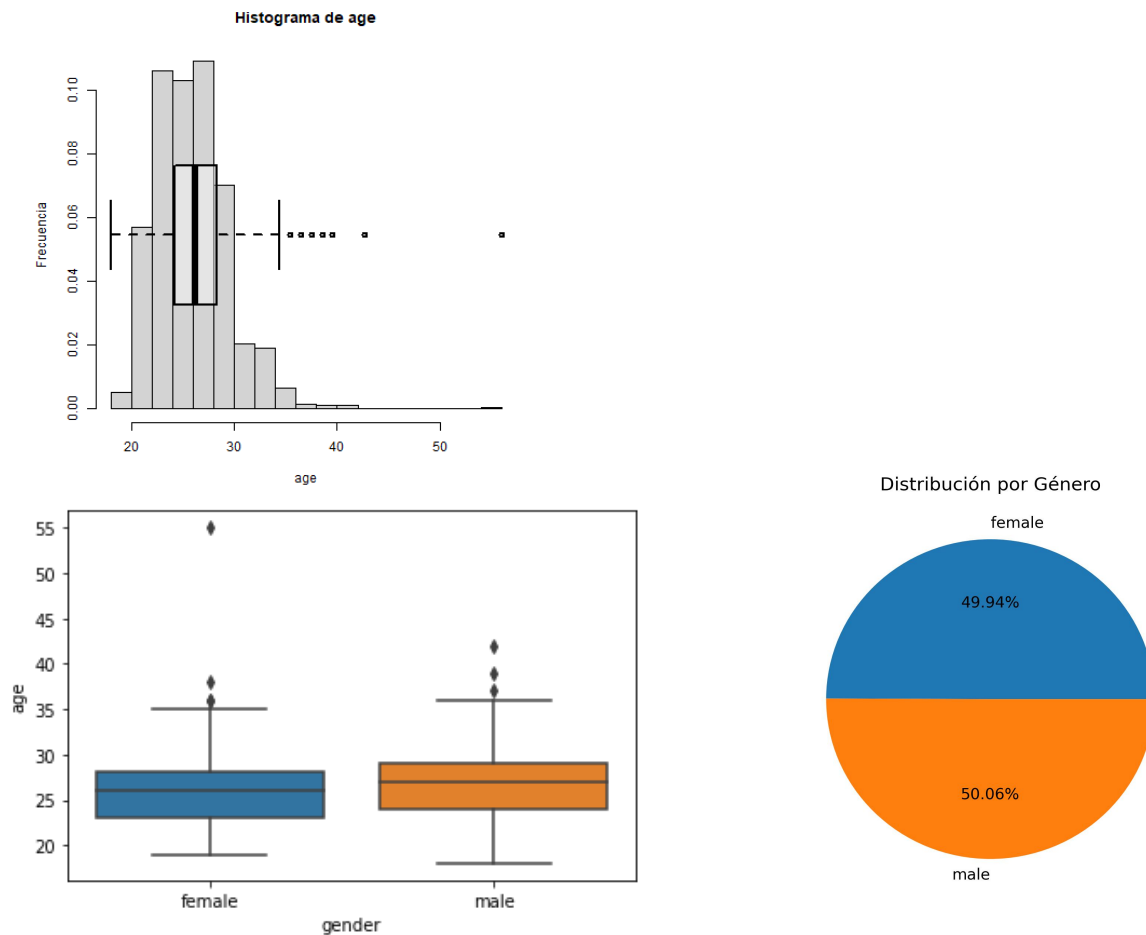 Histograma de age
Frecuencia
0.10
0.08
0.06
0.04
0.02
0.00
20 30 40 50
age
55
50
45
40
35
30
25
20
age
female male
gender
Distribución por Género
female
49.94%
50.06%
male